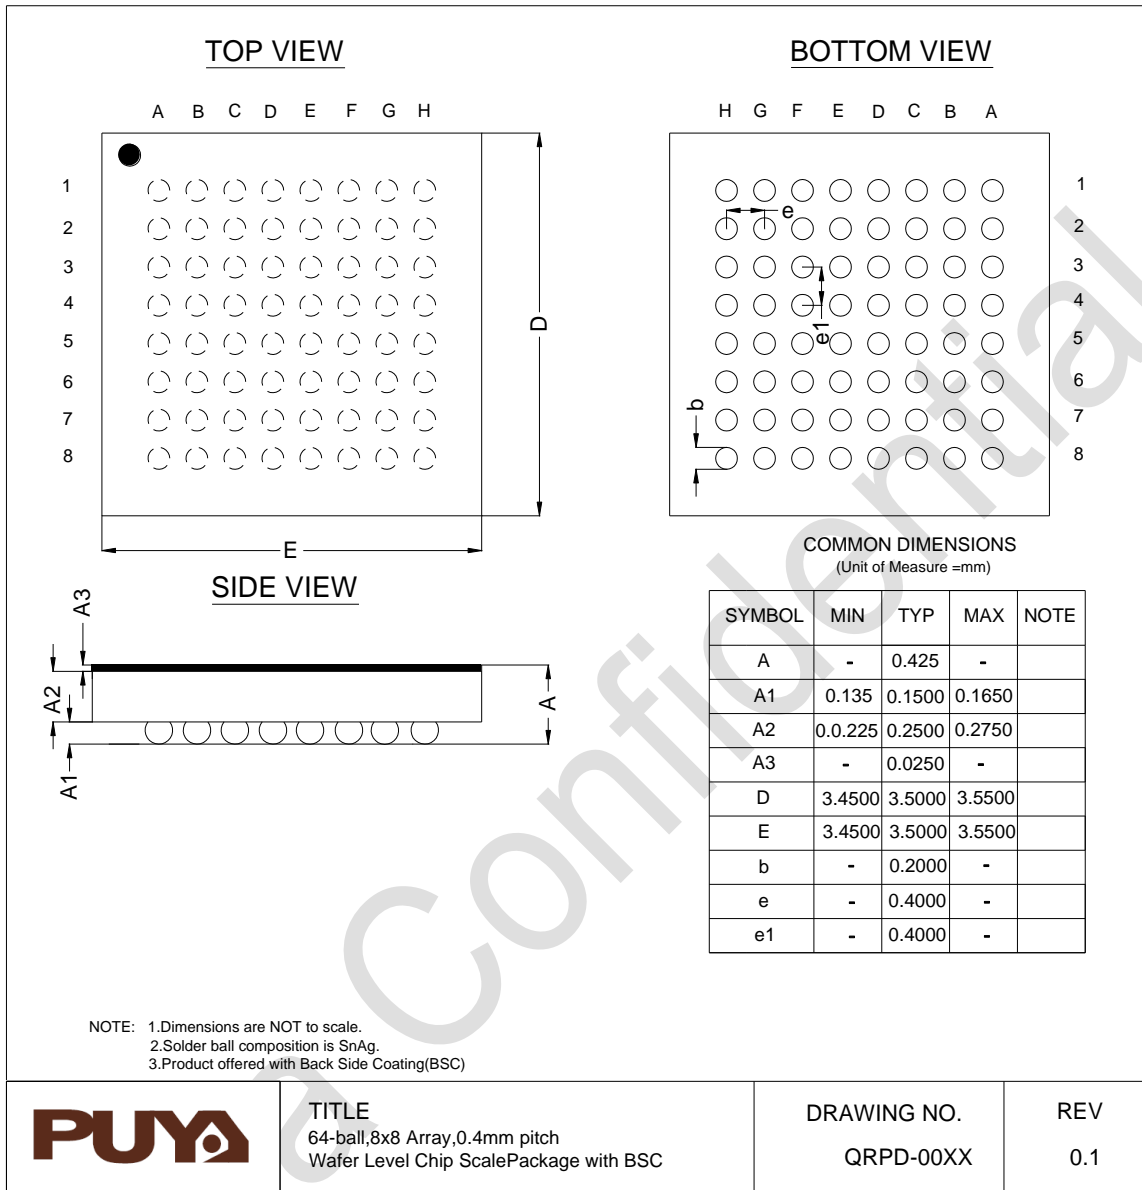 TOP VIEW
BOTTOM VIEW
A B C D E F G H
H G F E D C B A
1
2
3
4
5
6
7
8
D
E
e
e1
b
1
2
3
4
5
6
7
8
SIDE VIEW
A3
A2
A1
A
COMMON DIMENSIONS
(Unit of Measure =mm)
SYMBOL MIN TYP MAX NOTE
A - 0.425 -
A1 0.135 0.1500 0.1650
A2 0.0.225 0.2500 0.2750
A3 - 0.0250 -
D 3.4500 3.5000 3.5500
E 3.4500 3.5000 3.5500
b - 0.2000 -
e - 0.4000 -
e1 - 0.4000 -
NOTE: 1.Dimensions are NOT to scale.
2.Solder ball composition is SnAg.
3.Product offered with Back Side Coating(BSC)
a Confidential
PUYA
TITLE
64-ball,8x8 Array,0.4mm pitch
Wafer Level Chip ScalePackage with BSC
DRAWING NO.
QRPD-00XX
REV
0.1